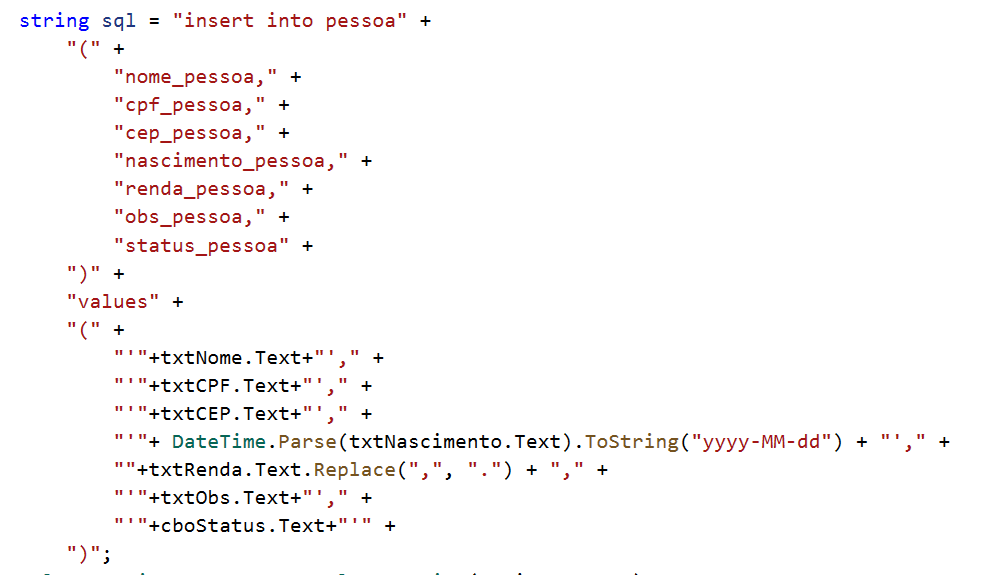 string sql = "insert into pessoa" +
"(" +
"nome_pessoa," +
"cpf_pessoa," +
"cep_pessoa," +
"nascimento_pessoa," +
"renda_pessoa," +
"obs_pessoa," +
"status_pessoa" +
")" +
"values" +
"(" +
"'"+txtNome.Text+"'," +
"'"+txtCPF.Text+"'," +
"'"+txtCEP.Text+"'," +
"'"+ DateTime.Parse(txtNascimento.Text).ToString("yyyy-MM-dd") + "'," +
""+txtRenda.Text.Replace(",", ".") + "," +
"'"+txtObs.Text+"'," +
"'"+cboStatus.Text+"'" +
")";